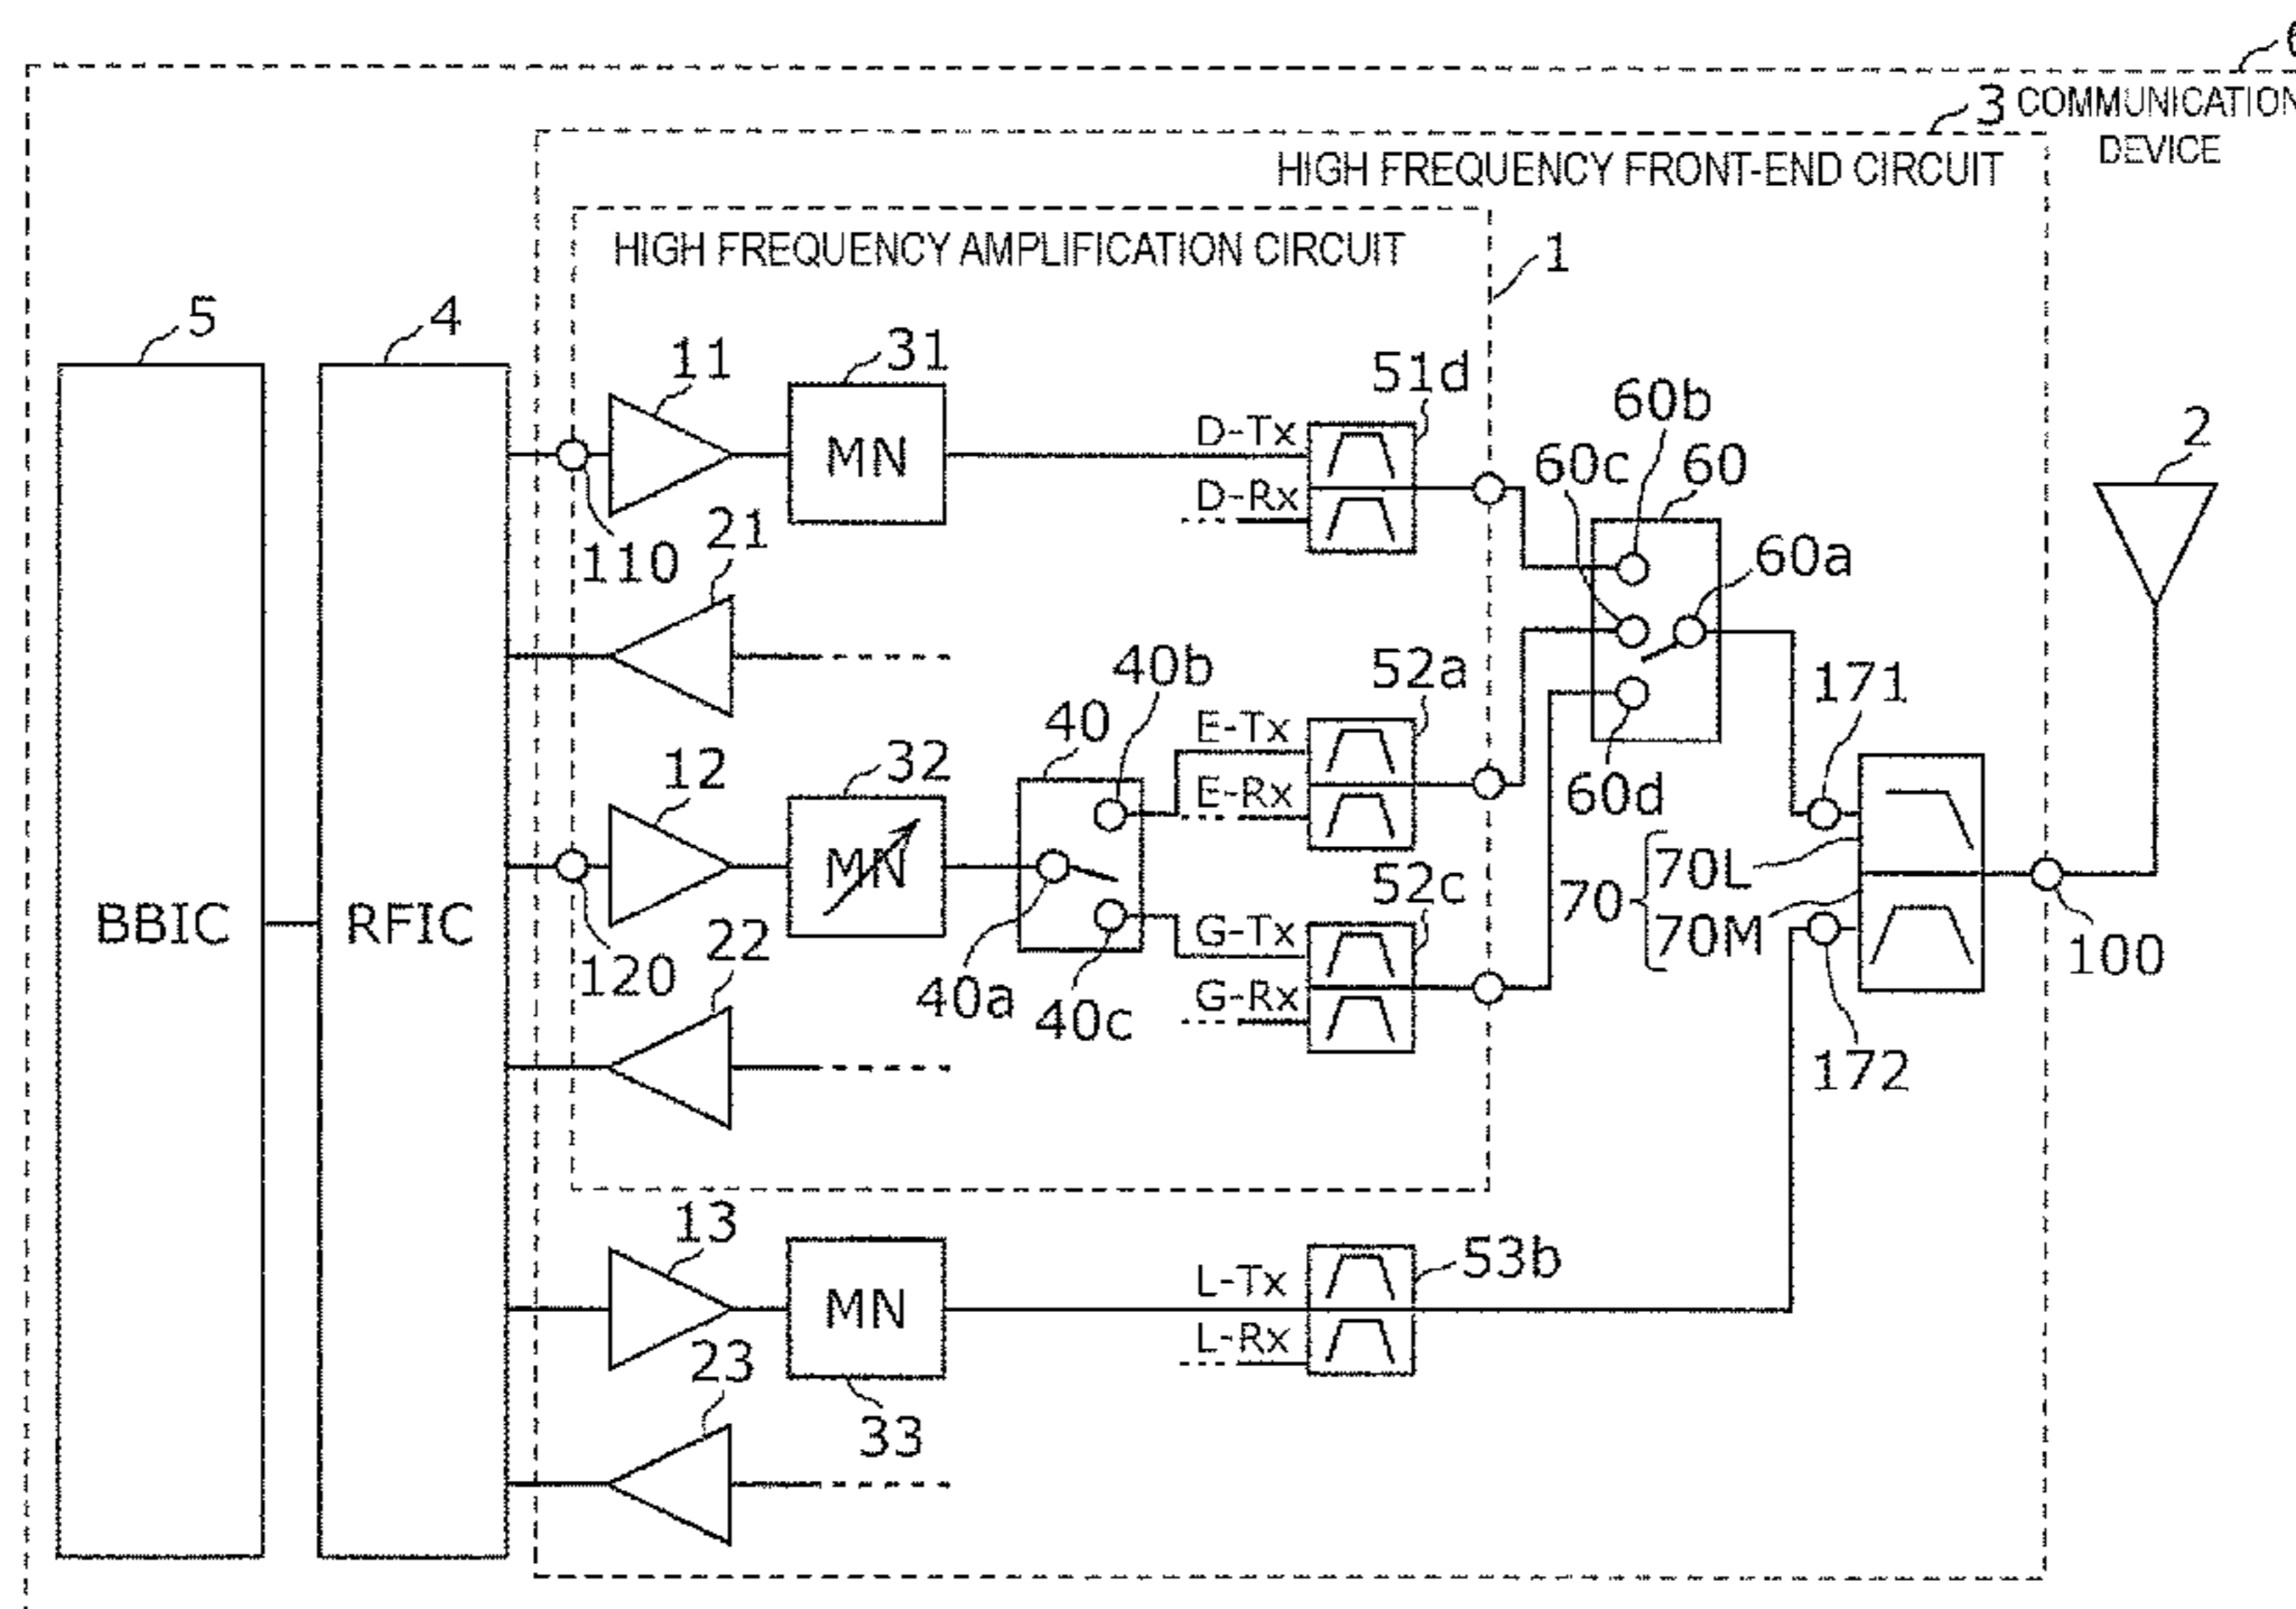 6
3 COMMUNICATION
DEVICE
HIGH FREQUENCY FRONT-END CIRCUIT
HIGH FREQUENCY AMPLIFICATION CIRCUIT
1
5
4
11
31
51d
60b
2
MN
D-Tx
60c
60
D-Rx
110
21
60a
40b
52a
171
40
E-Tx
12
32
E-Rx
60d
MN
52c
70L
70
70M
BBIC
RFIC
120
22
G-Tx
100
40a
40c
G-Rx
172
13
L-Tx
53b
MN
L-Rx
23
33